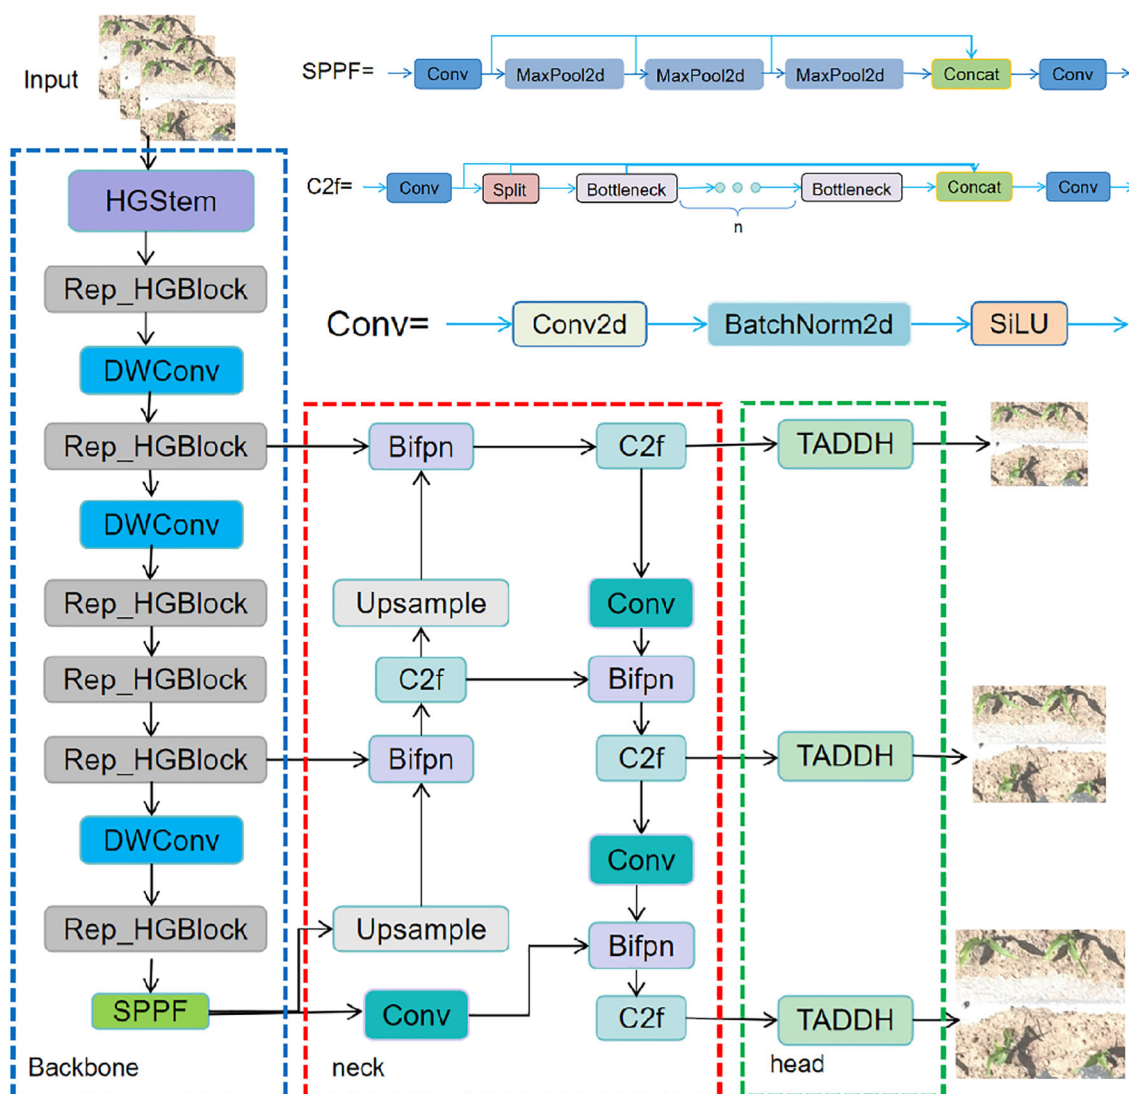 Input
SPPF= Conv MaxPool2d MaxPool2d MaxPool2d Concat Conv
C2f= Conv Split Bottleneck Bottleneck Concat Conv
n
Conv= Conv2d BatchNorm2d SiLU
HGStem
Rep_HGBlock
DWConv
Rep_HGBlock
DWConv
Rep_HGBlock
Rep_HGBlock
Rep_HGBlock
DWConv
Rep_HGBlock
SPPF
Backbone
Bifpn C2f
Upsample Conv
C2f Bifpn
Bifpn C2f
Conv
Upsample Bifpn
Conv C2f
neck
TADDH
TADDH
TADDH
head